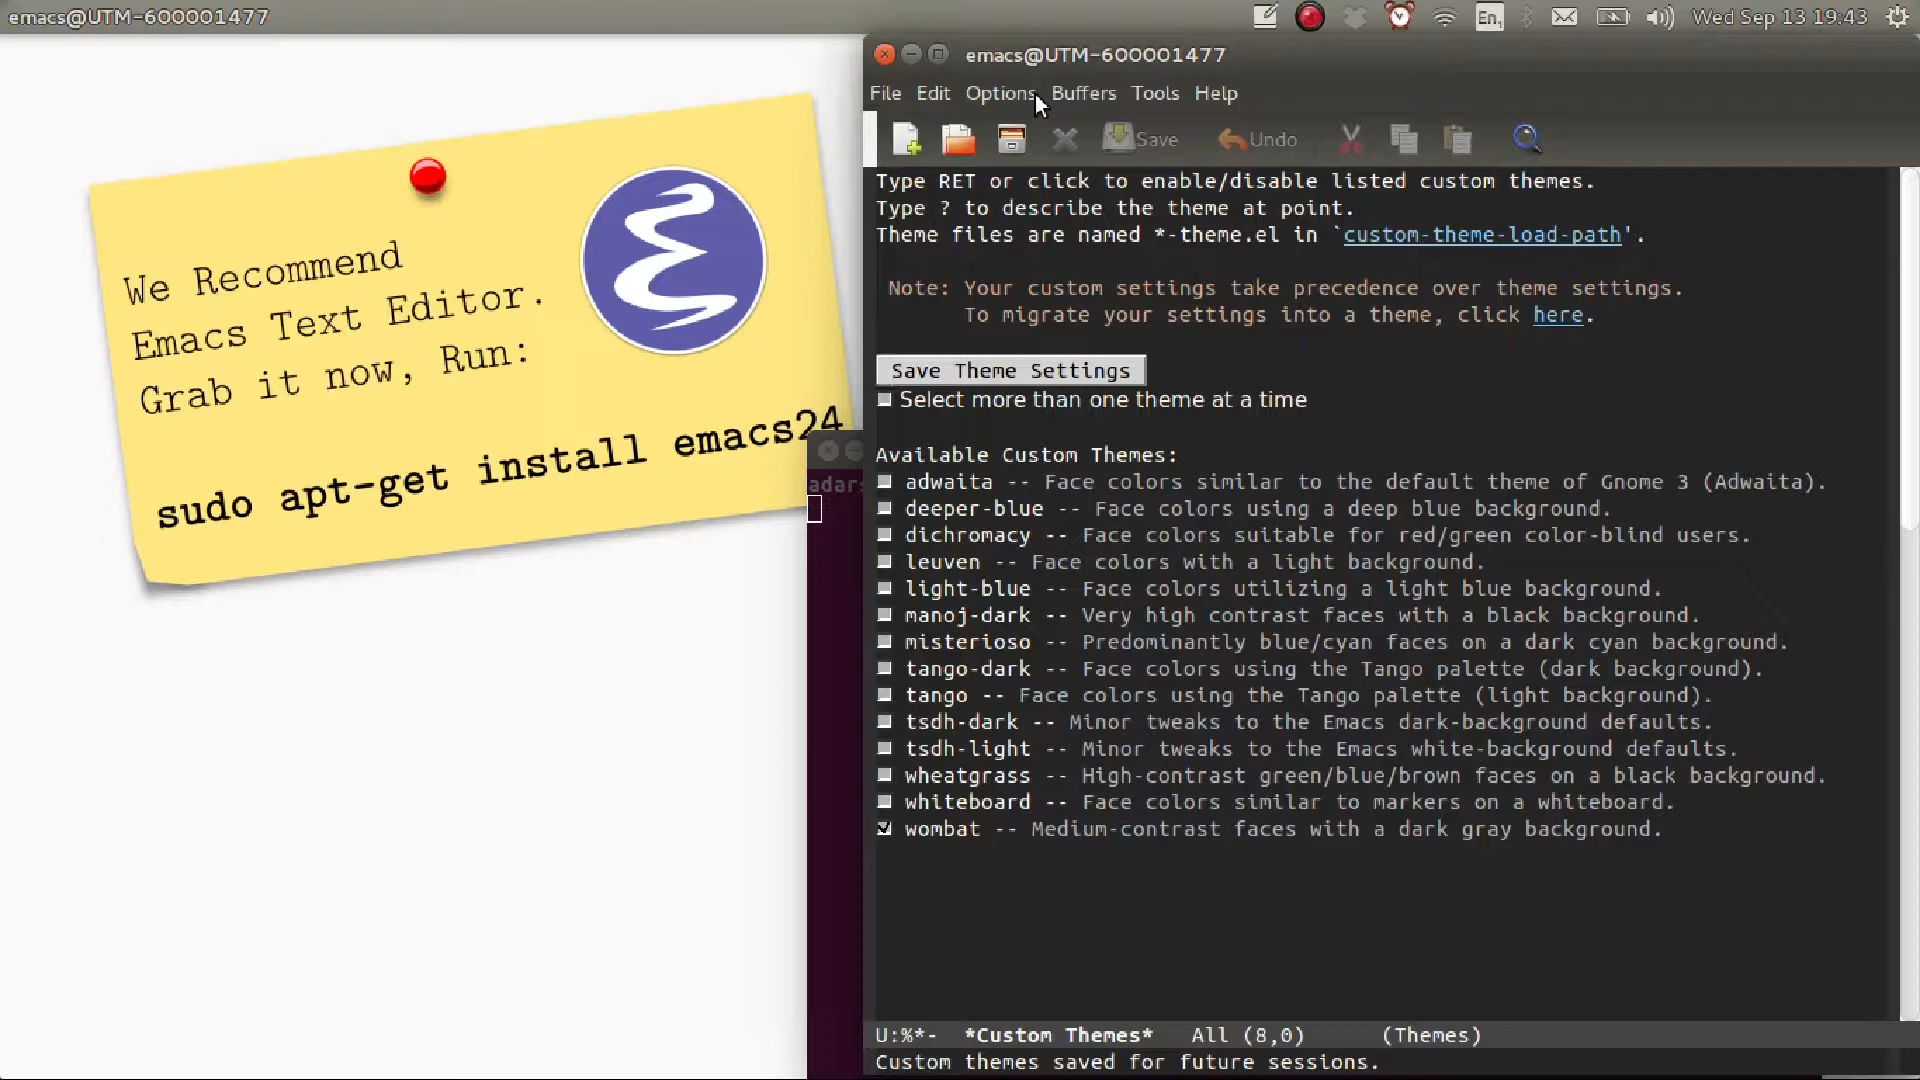 emacs@UTM-600001477
En1
Wed Sep 13 19:43
We Recommend
Emacs Text Editor.
Grab it now, Run:
sudo apt-get install emacs24
adars
emacs@UTM-600001477
File Edit Options Buffers Tools Help
Save Undo
Type RET or click to enable/disable listed custom themes.
Type ? to describe the theme at point.
Theme files are named *-theme.el in `custom-theme-load-path'.
Note: Your custom settings take precedence over theme settings.
To migrate your settings into a theme, click here.
Save Theme Settings
Select more than one theme at a time
Available Custom Themes:
adwaita -- Face colors similar to the default theme of Gnome 3 (Adwaita).
deeper-blue -- Face colors using a deep blue background.
dichromacy -- Face colors suitable for red/green color-blind users.
leuven -- Face colors with a light background.
light-blue -- Face colors utilizing a light blue background.
manoj-dark -- Very high contrast faces with a black background.
misterioso -- Predominantly blue/cyan faces on a dark cyan background.
tango-dark -- Face colors using the Tango palette (dark background).
tango -- Face colors using the Tango palette (light background).
tsdh-dark -- Minor tweaks to the Emacs dark-background defaults.
tsdh-light -- Minor tweaks to the Emacs white-background defaults.
wheatgrass -- High-contrast green/blue/brown faces on a black background.
whiteboard -- Face colors similar to markers on a whiteboard.
wombat -- Medium-contrast faces with a dark gray background.
U:%*- *Custom Themes* All (8,0) (Themes)
Custom themes saved for future sessions.